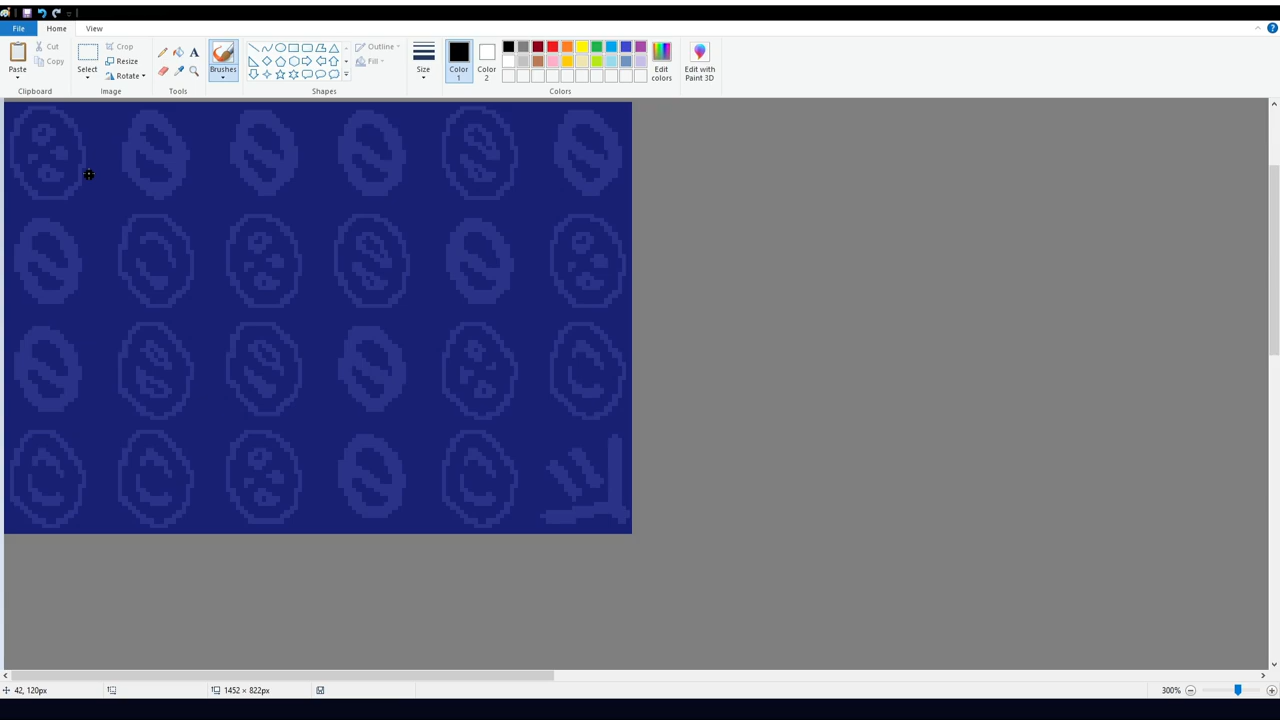 File Home View
Paste
Cut
Copy
Clipboard
Select
Crop
Resize
Rotate
Image
Tools
Brushes
Shapes
Outline
Fill
Size
Color 1
Color 2
Colors
Edit colors
Edit with Paint 3D
42, 120px 1452 × 822px 300%